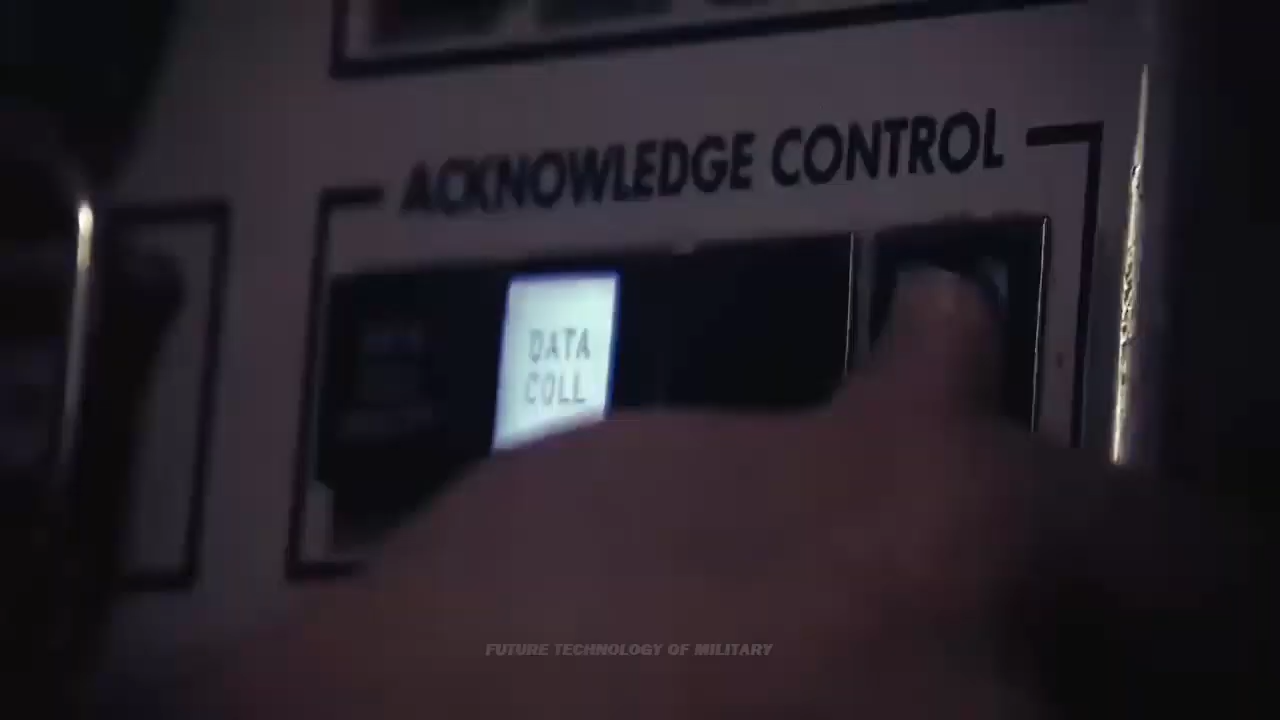 ACKNOWLEDGE CONTROL
DATA
COLL
FUTURE TECHNOLOGY OF MILITARY